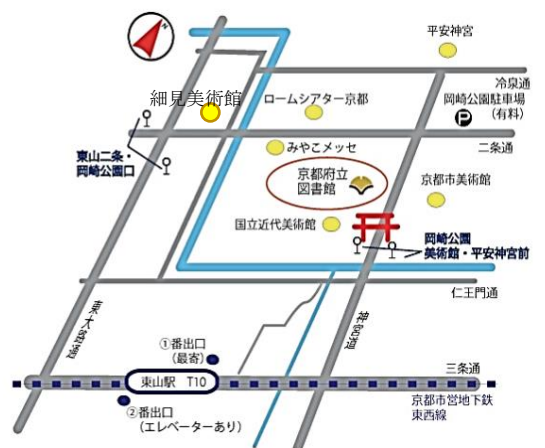 平安神宮
冷泉通
細見美術館
ロームシアター京都
岡崎公園駐車場
(有料)
P
二条通
みやこメッセ
東山二条・
岡崎公園口
京都府立
図書館
京都市美術館
国立近代美術館
岡崎公園
美術館・平安神宮前
仁王門通
東大路通
神宮道
①番出口
(最寄)
三条通
東山駅 T10
京都市営地下鉄
東西線
②番出口
(エレベーターあり)